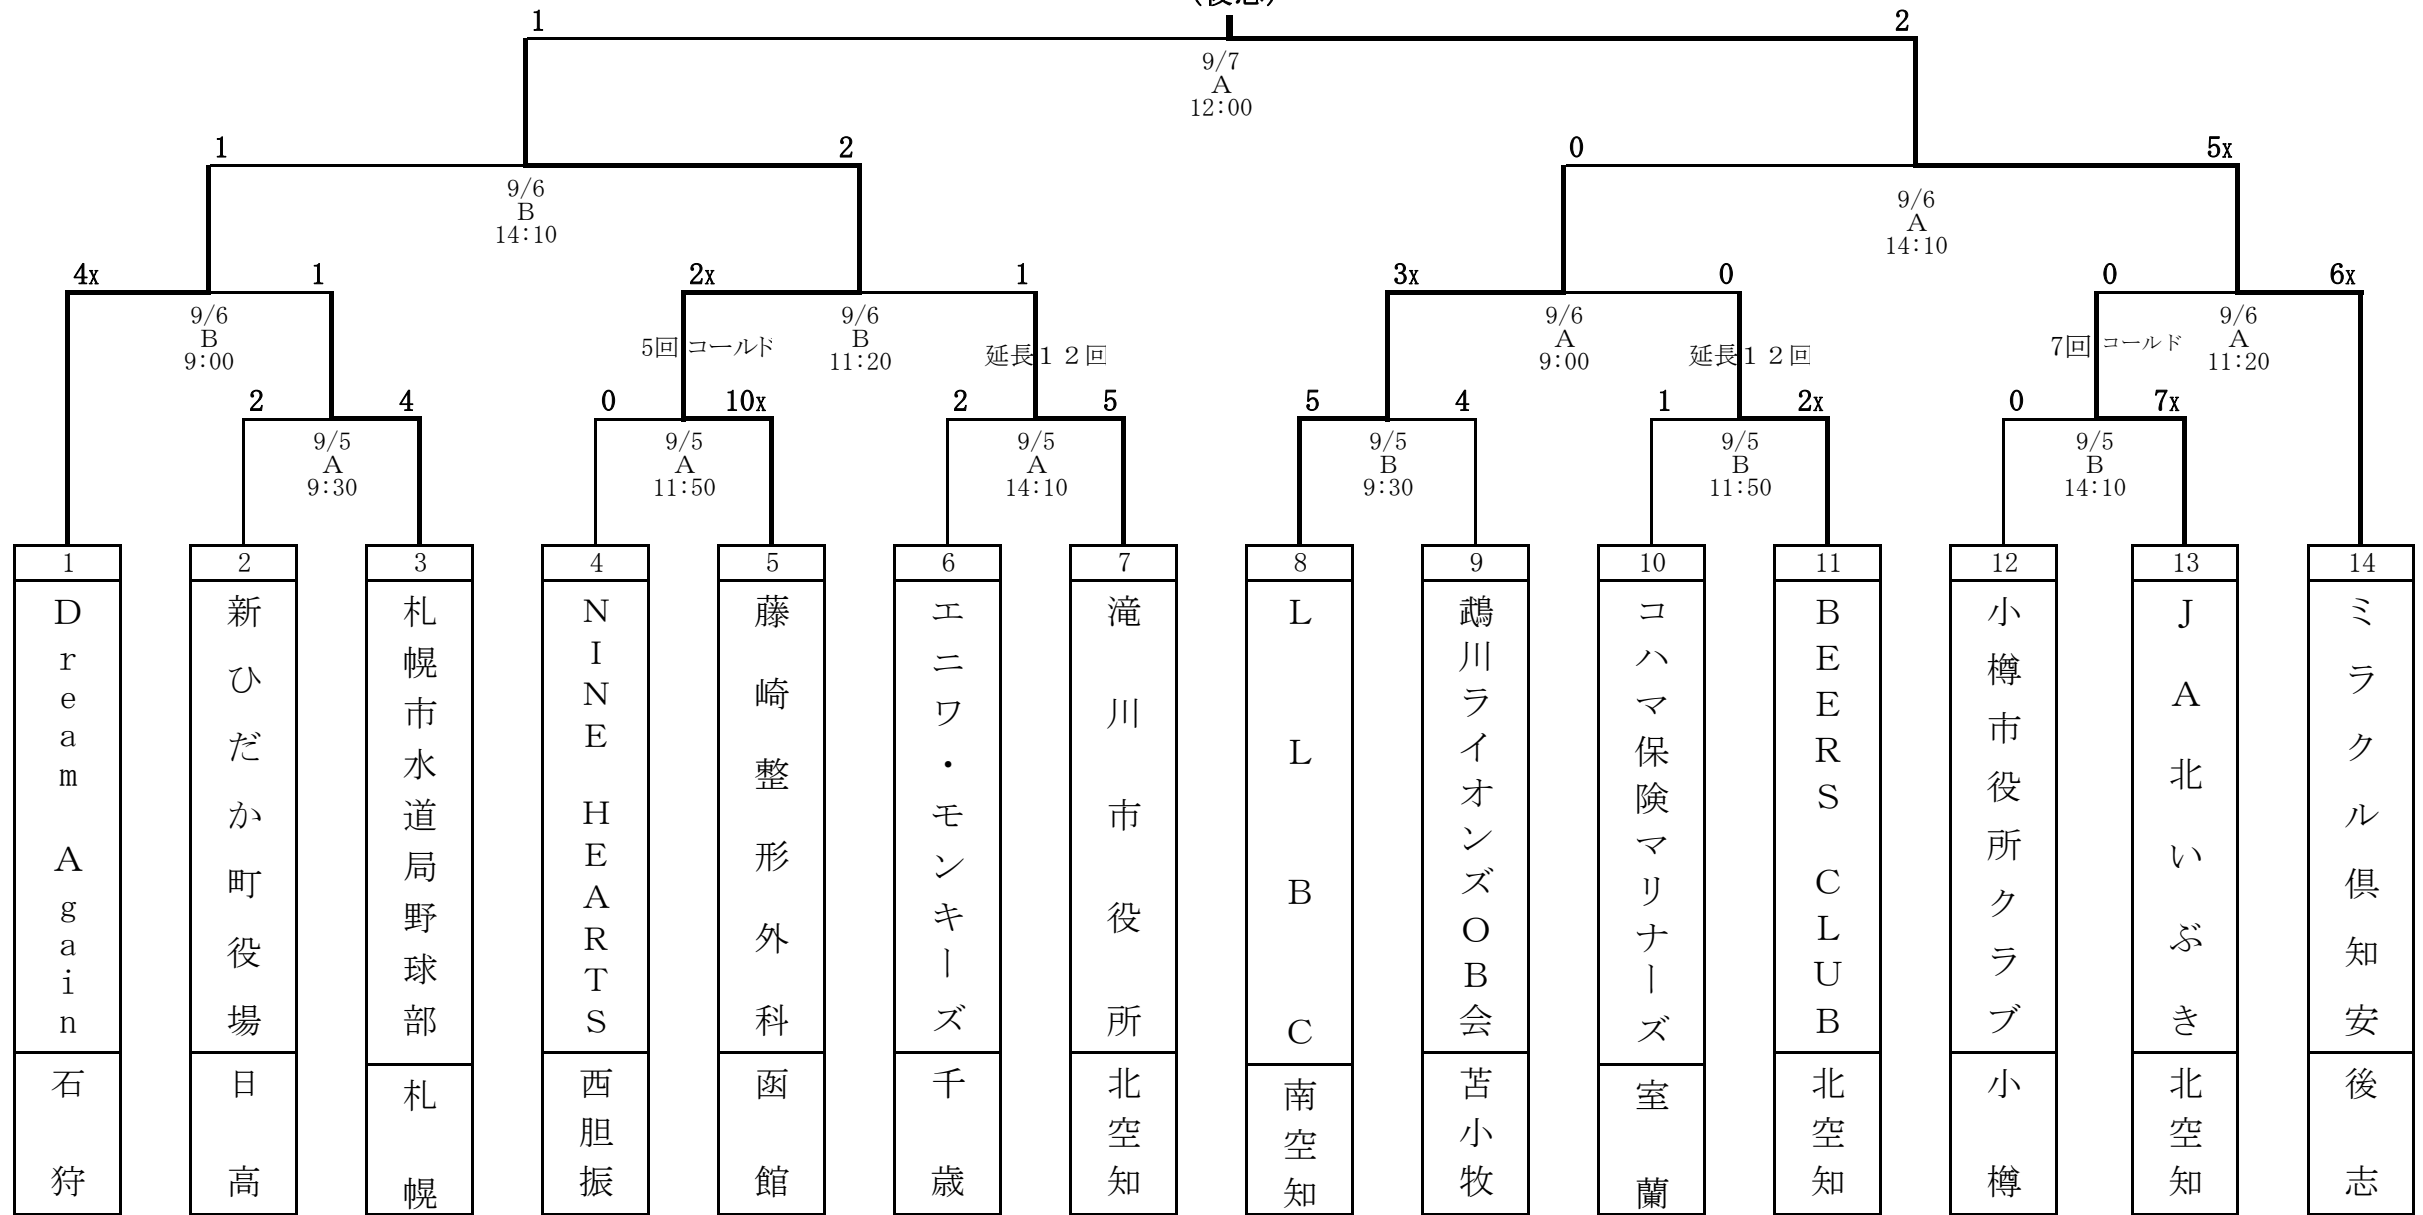 1 2
9/7
A
12:00
1 2 0 5x
9/6
B
14:10
9/6
A
14:10
4x 1 2x 1 3x 0 0 6x
9/6
B
9:00
9/6
B
11:20
9/6
A
9:00
9/6
A
11:20
5回 コールド
延長１２回
延長１２回
7回 コールド
2 4 0 10x 2 5 5 4 1 2x 0 7x
9/5
A
9:30
9/5
A
11:50
9/5
A
14:10
9/5
B
9:30
9/5
B
11:50
9/5
B
14:10
1
Ｄｒｅａｍ　Ａｇａｉｎ
石狩
2
新ひだか町役場
日高
3
札幌市水道局野球部
札幌
4
ＮＩＮＥ　ＨＥＡＲＴＳ
西胆振
5
藤崎整形外科
函館
6
エニワ・モンキーズ
千歳
7
滝川市役所
北空知
8
ＬＬＢＣ
南空知
9
鵡川ライオンズＯＢ会
苫小牧
10
コハマ保険マリナーズ
室蘭
11
ＢＥＥＲＳ　ＣＬＵＢ
北空知
12
小樽市役所クラブ
小樽
13
ＪＡ北いぶき
北空知
14
ミラクル倶知安
後志